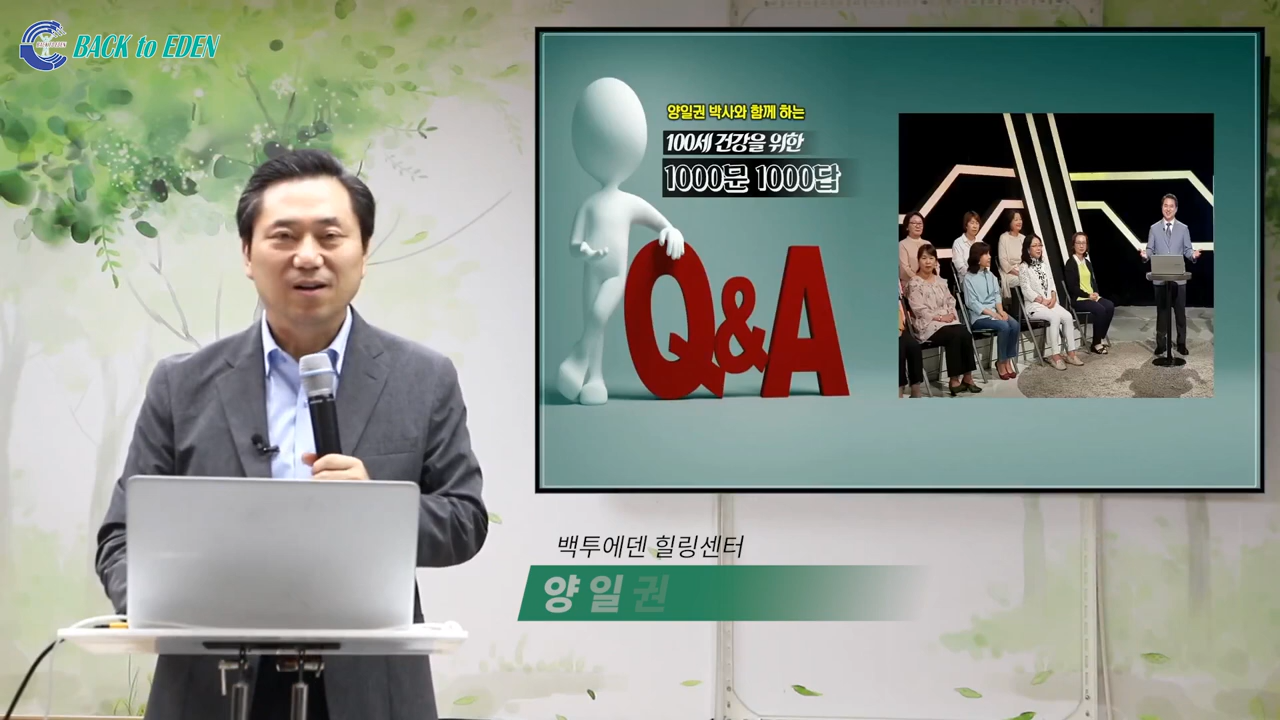 BACK to EDEN
양일권 박사와 함께 하는
100세 건강을 위한
1000문 1000답
Q&A
백투에덴 힐링센터
양일권